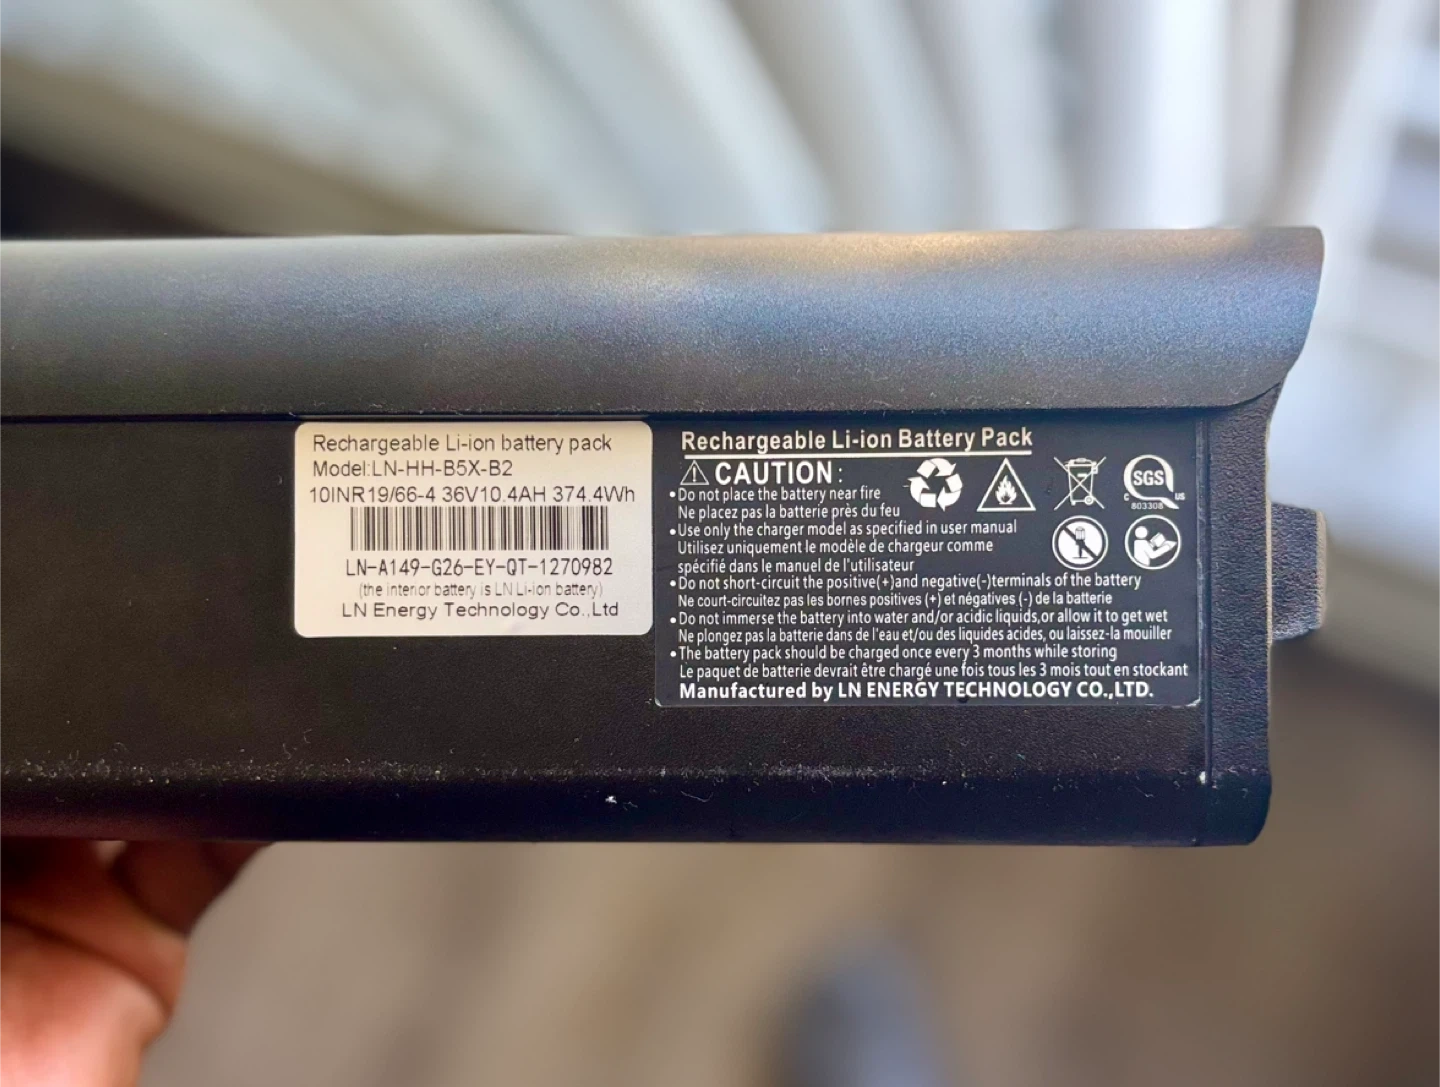 Rechargeable Li-ion battery pack
Model:LN-HH-B5X-B2
10INR19/66-4 36V10.4AH 374.4Wh
LN-A149-G26-EY-QT-1270982
(the interior battery is LN Li-ion battery)
LN Energy Technology Co.,Ltd
Rechargeable Li-ion Battery Pack
CAUTION:
•Do not place the battery near fire
Ne placez pas la batterie près du feu
•Use only the charger model as specified in user manual
Utilisez uniquement le modèle de chargeur comme
spécifié dans le manuel de l'utilisateur
•Do not short-circuit the positive(+)and negative(-)terminals of the battery
Ne court-circuitez pas les bornes positives (+) et négatives (-) de la batterie
•Do not immerse the battery into water and/or acidic liquids,or allow it to get wet
Ne plongez pas la batterie dans de l'eau et/ou des liquides acides, ou laissez-la mouiller
•The battery pack should be charged once every 3 months while storing
Le paquet de batterie devrait être chargé une fois tous les 3 mois tout en stockant
Manufactured by LN ENERGY TECHNOLOGY CO.,LTD.
SGS
C US
803308